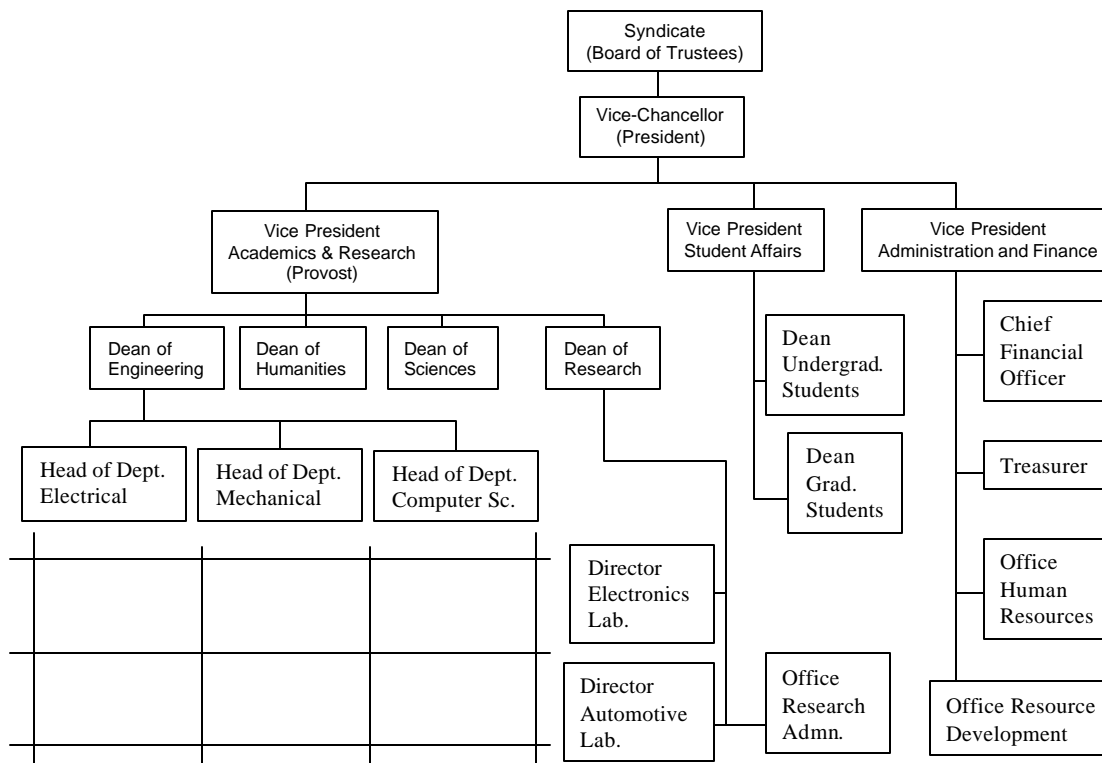 Syndicate
(Board of Trustees)
Vice-Chancellor
(President)
Vice President
Academics & Research
(Provost)
Vice President
Student Affairs
Vice President
Administration and Finance
Dean of
Engineering
Dean of
Humanities
Dean of
Sciences
Dean of
Research
Dean
Undergrad.
Students
Chief
Financial
Officer
Head of Dept.
Electrical
Head of Dept.
Mechanical
Head of Dept.
Computer Sc.
Dean
Grad.
Students
Treasurer
Director
Electronics
Lab.
Office
Human
Resources
Director
Automotive
Lab.
Office
Research
Admn.
Office Resource
Development